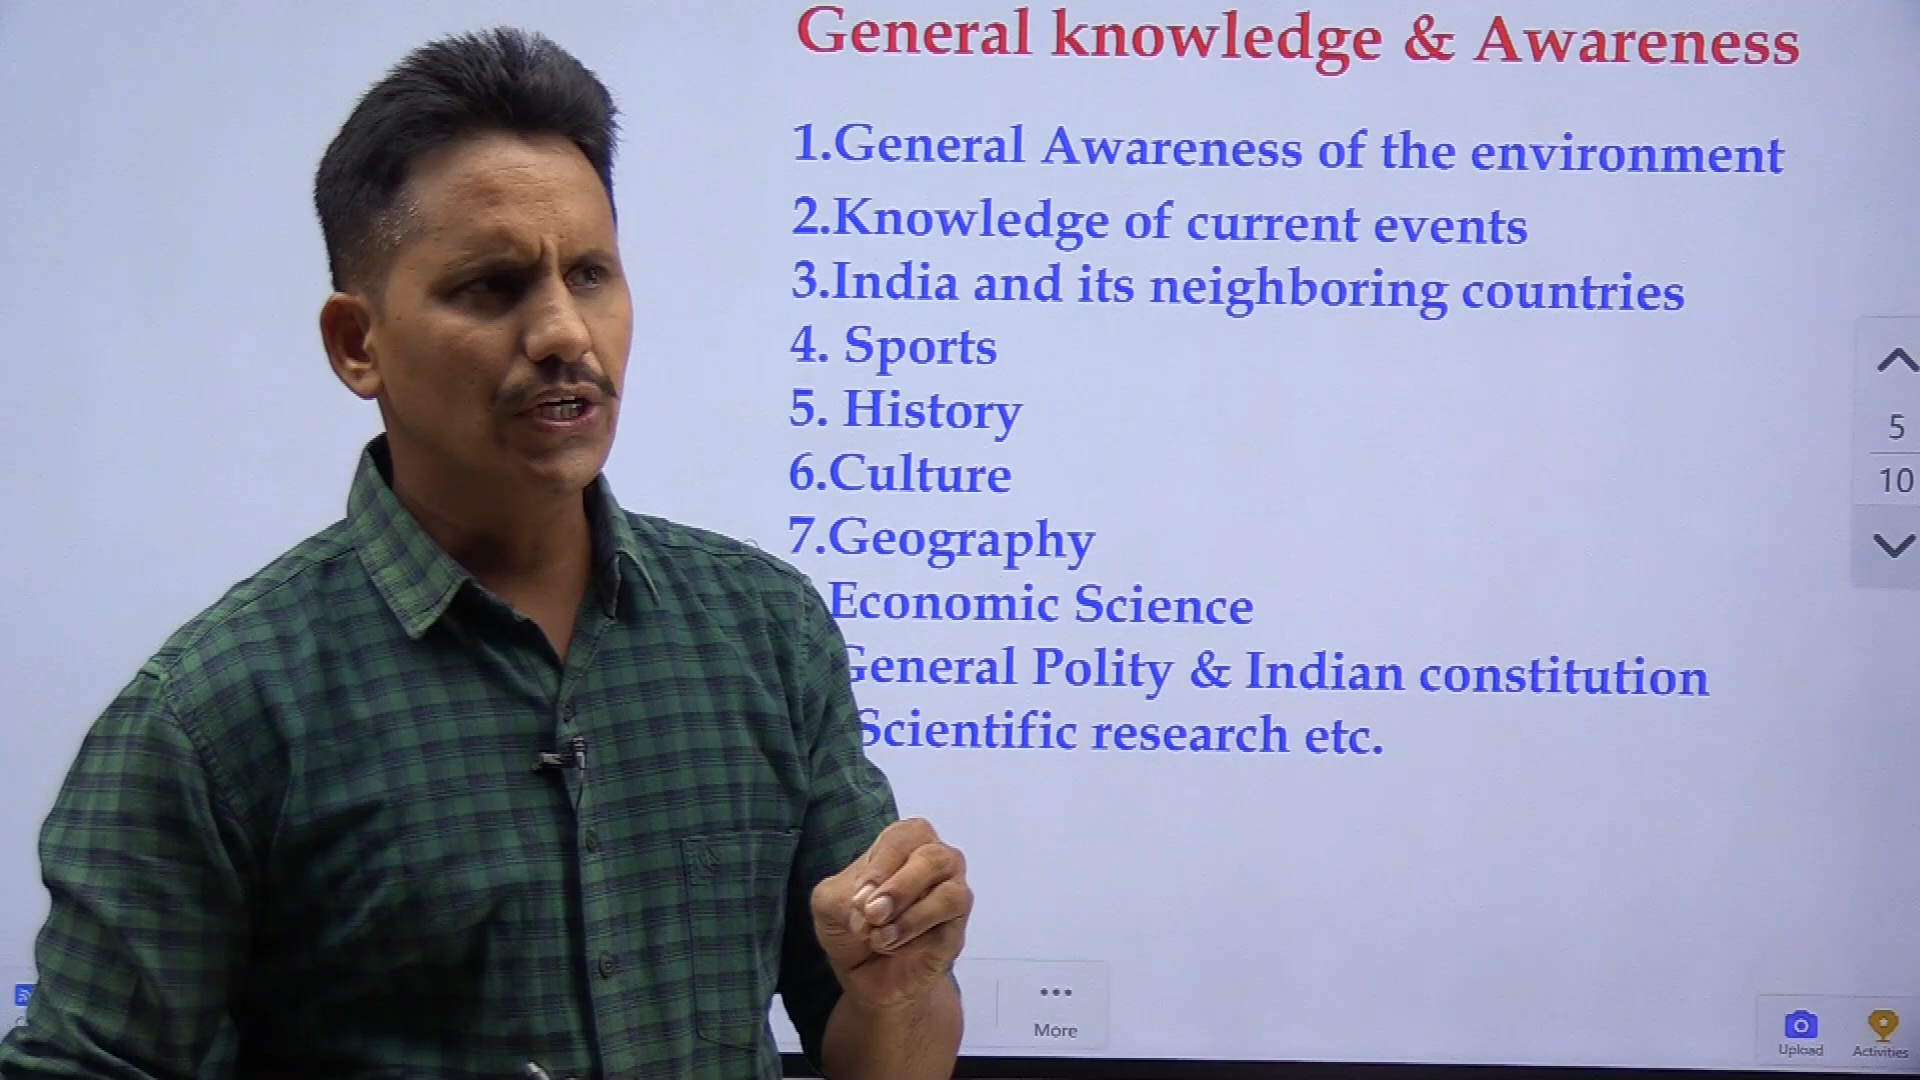 General knowledge & Awareness
1.General Awareness of the environment
2.Knowledge of current events
3.India and its neighboring countries
4. Sports
5. History
6.Culture
7.Geography
Economic Science
General Polity & Indian constitution
Scientific research etc.
5
10
More
Upload
Activities